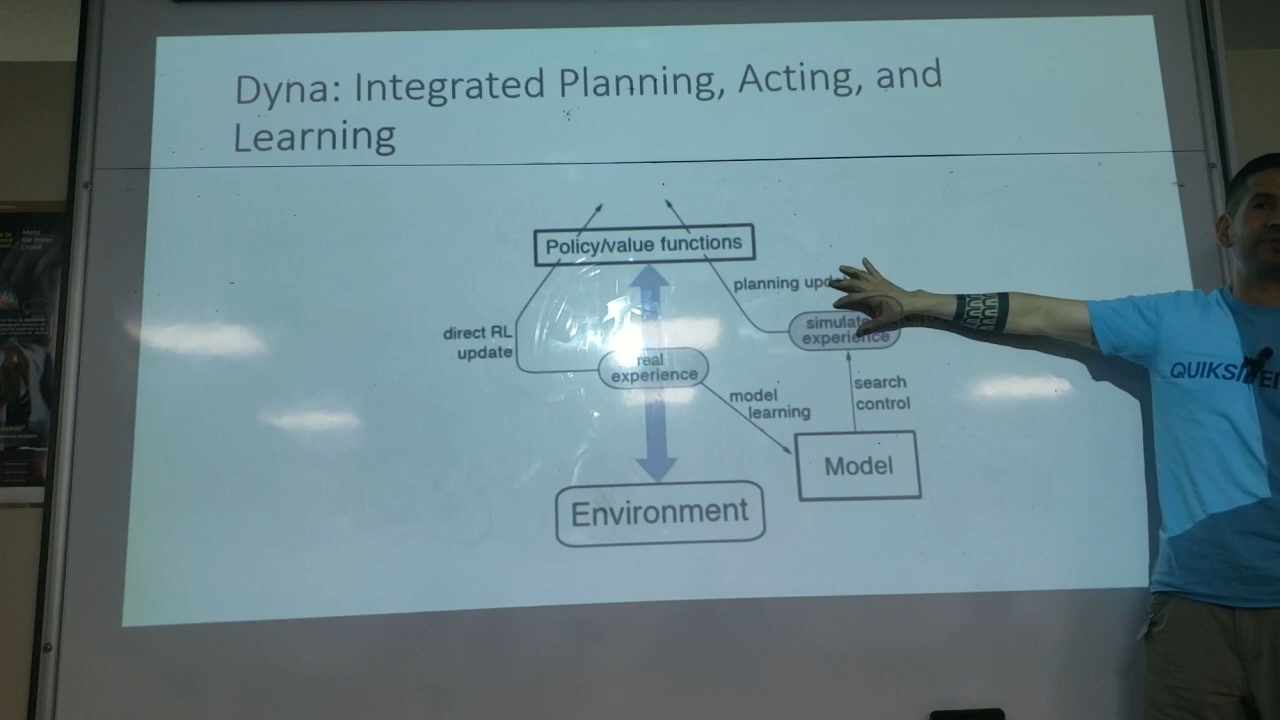 Dyna: Integrated Planning, Acting, and
Learning
Policy/value functions
planning
direct RL
update
real
experience
experience
model
learning
search
control
Model
Environment